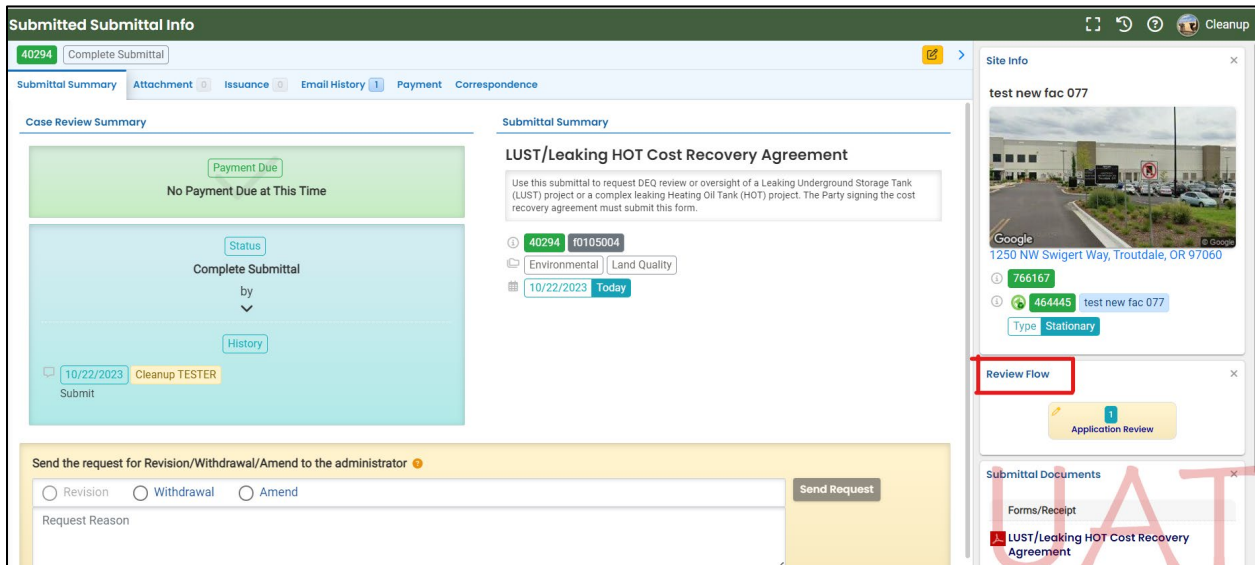 Submitted Submittal Info
Cleanup
40294 Complete Submittal
Submittal Summary Attachment 0 Issuance 0 Email History 1 Payment Correspondence
Case Review Summary
Payment Due
No Payment Due at This Time
Status
Complete Submittal
by
History
10/22/2023 Cleanup TESTER
Submit
Submittal Summary
LUST/Leaking HOT Cost Recovery Agreement
Use this submittal to request DEQ review or oversight of a Leaking Underground Storage Tank
(LUST) project or a complex leaking Heating Oil Tank (HOT) project. The Party signing the cost
recovery agreement must submit this form.
40294 f0105004
Environmental Land Quality
10/22/2023 Today
Send the request for Revision/Withdrawal/Amend to the administrator
Revision Withdrawal Amend
Send Request
Request Reason
Site Info
test new fac 077
Google
© Google
1250 NW Swigert Way, Troutdale, OR 97060
766167
464445 test new fac 077
Type Stationary
Review Flow
1
Application Review
Submittal Documents
Forms/Receipt
LUST/Leaking HOT Cost Recovery
Agreement
UAT